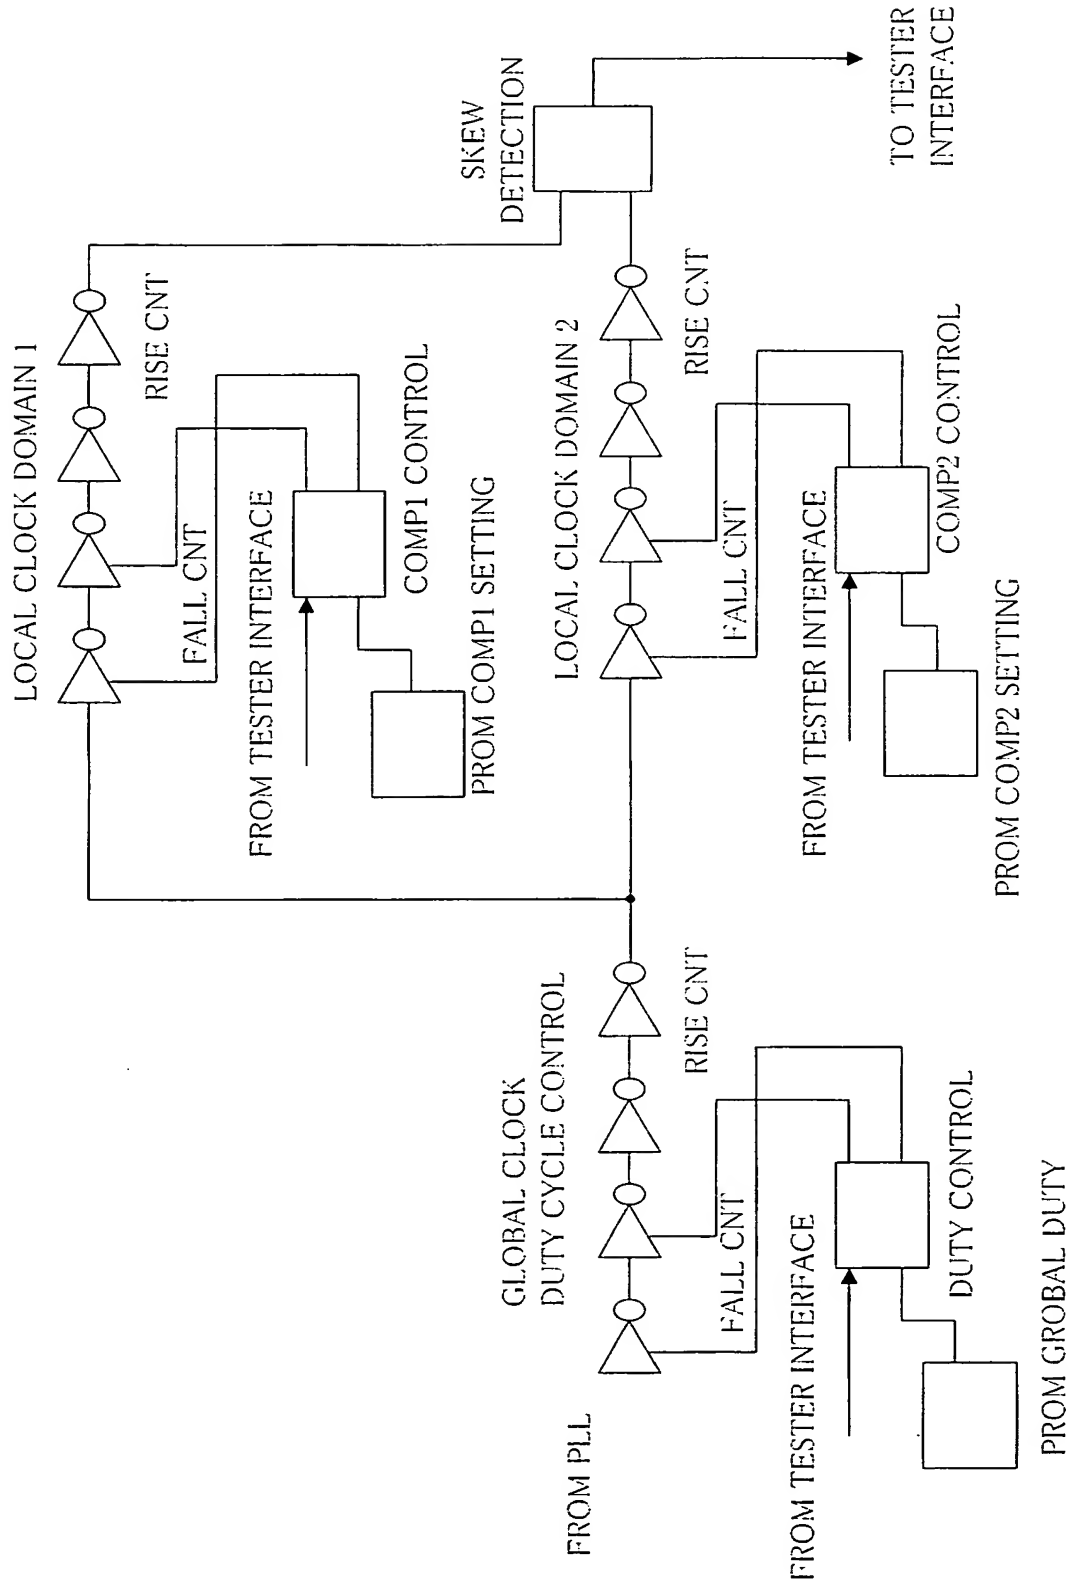 LOCAL CLOCK DOMAIN 1
RISE CNT
FALL CNT
FROM TESTER INTERFACE
COMP1 CONTROL
PROM COMP1 SETTING
SKEW
DETECTION
TO TESTER
INTERFACE
LOCAL CLOCK DOMAIN 2
RISE CNT
FALL CNT
FROM TESTER INTERFACE
COMP2 CONTROL
PROM COMP2 SETTING
GLOBAL CLOCK
DUTY CYCLE CONTROL
RISE CNT
FALL CNT
FROM PLL
FROM TESTER INTERFACE
DUTY CONTROL
PROM GROBAL DUTY